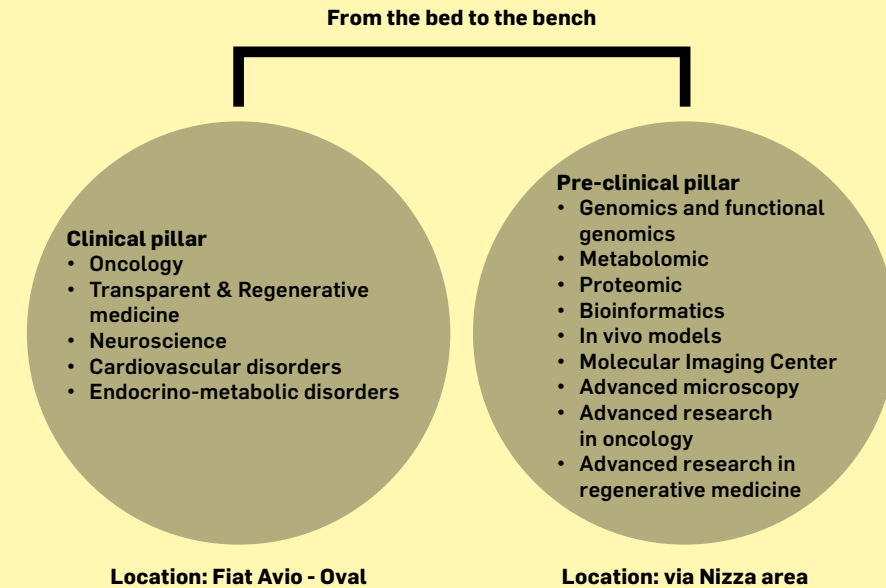 From the bed to the bench
Clinical pillar
• Oncology
• Transparent & Regenerative
medicine
• Neuroscience
• Cardiovascular disorders
• Endocrino-metabolic disorders
Pre-clinical pillar
• Genomics and functional
genomics
• Metabolomic
• Proteomic
• Bioinformatics
• In vivo models
• Molecular Imaging Center
• Advanced microscopy
• Advanced research
in oncology
• Advanced research in
regenerative medicine
Location: Fiat Avio - Oval
Location: via Nizza area